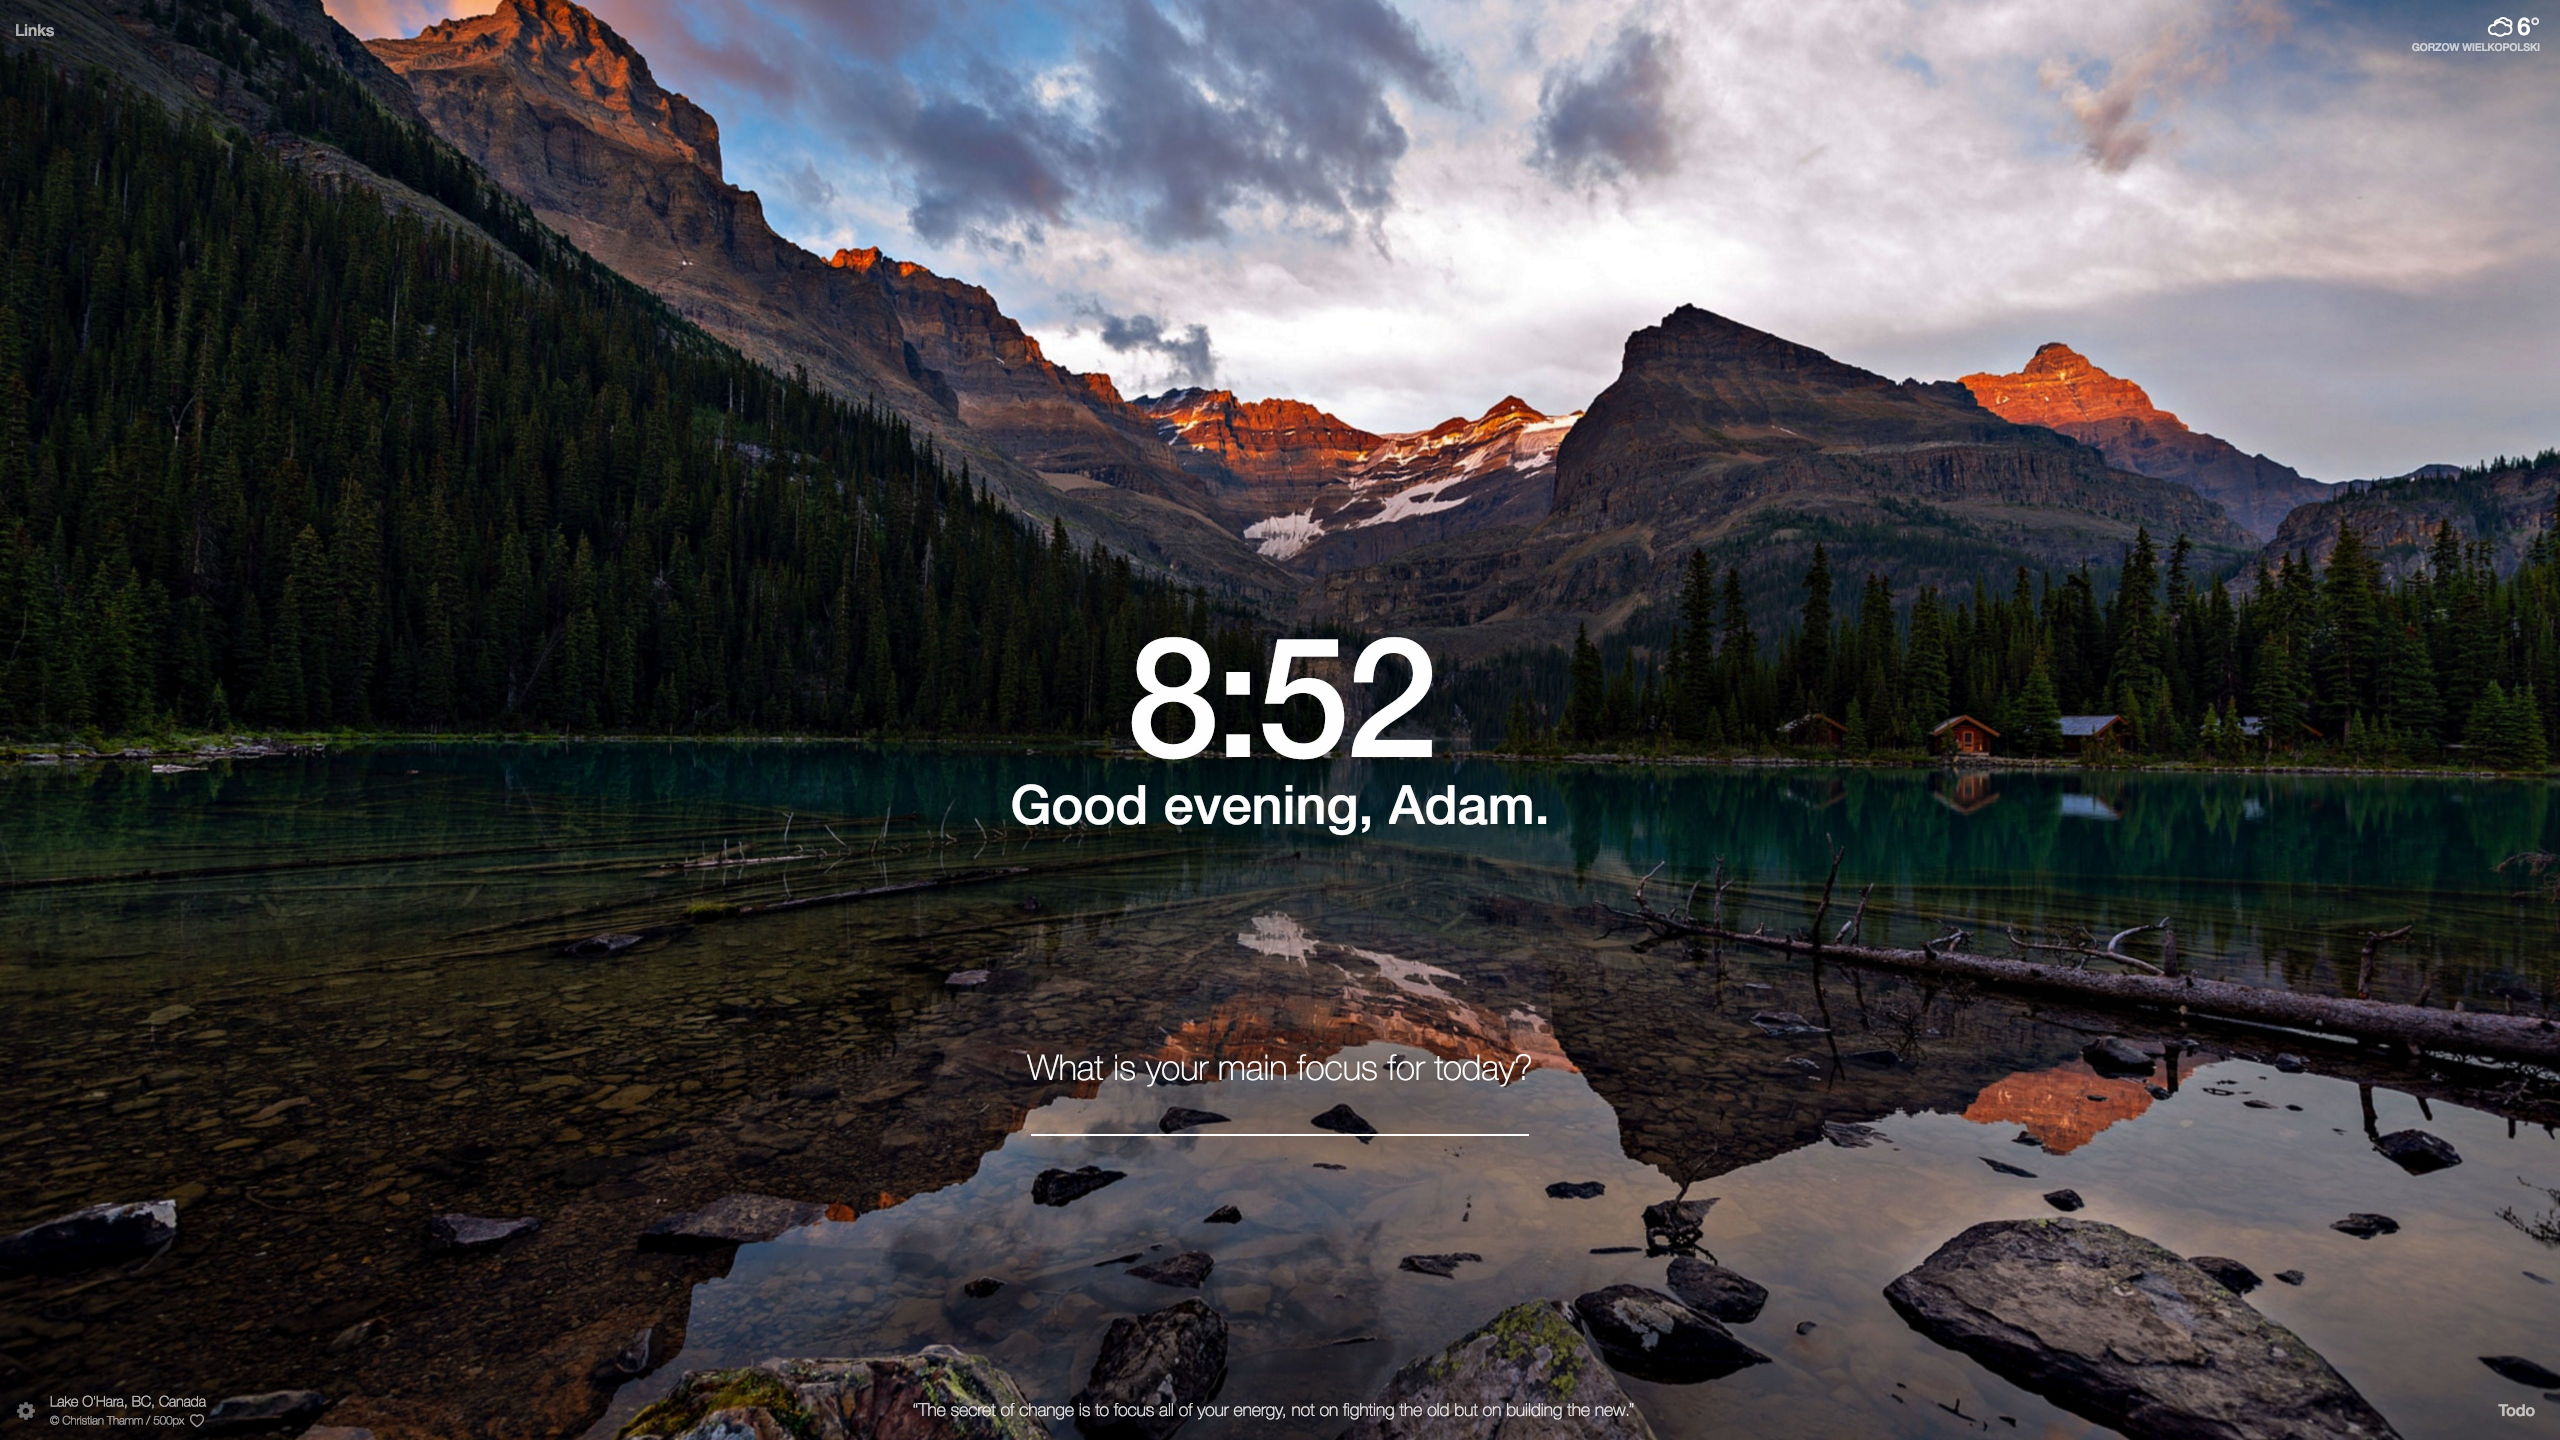 Links
6°
GORZOW WIELKOPOLSKI
8:52
Good evening, Adam.
What is your main focus for today?
Lake O'Hara, BC, Canada
© Christian Thamm / 500px
“The secret of change is to focus all of your energy, not on fighting the old but on building the new.”
Todo